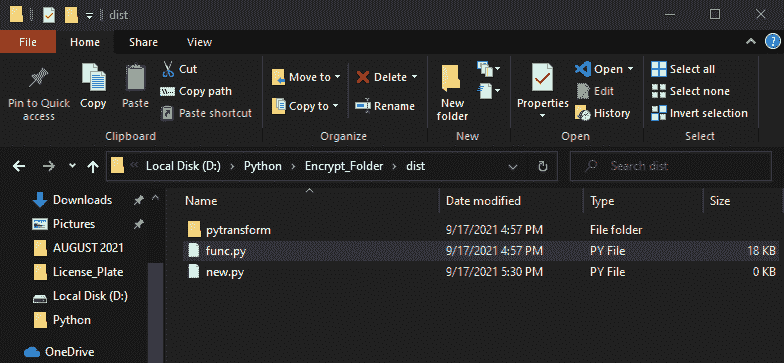 dist
File Home Share View
Pin to Quick access
Copy
Paste
Cut
Copy path
Paste shortcut
Clipboard
Move to
Copy to
Delete
Rename
Organize
New folder
New
Properties
Open
Edit
History
Open
Select all
Select none
Invert selection
Select
Local Disk (D:) Python Encrypt_Folder dist
Search dist
Downloads
Pictures
AUGUST 2021
License_Plate
Local Disk (D:)
Python
OneDrive
Name Date modified Type Size
pytransform 9/17/2021 4:57 PM File folder
func.py 9/17/2021 4:57 PM PY File 18 KB
new.py 9/17/2021 5:30 PM PY File 0 KB